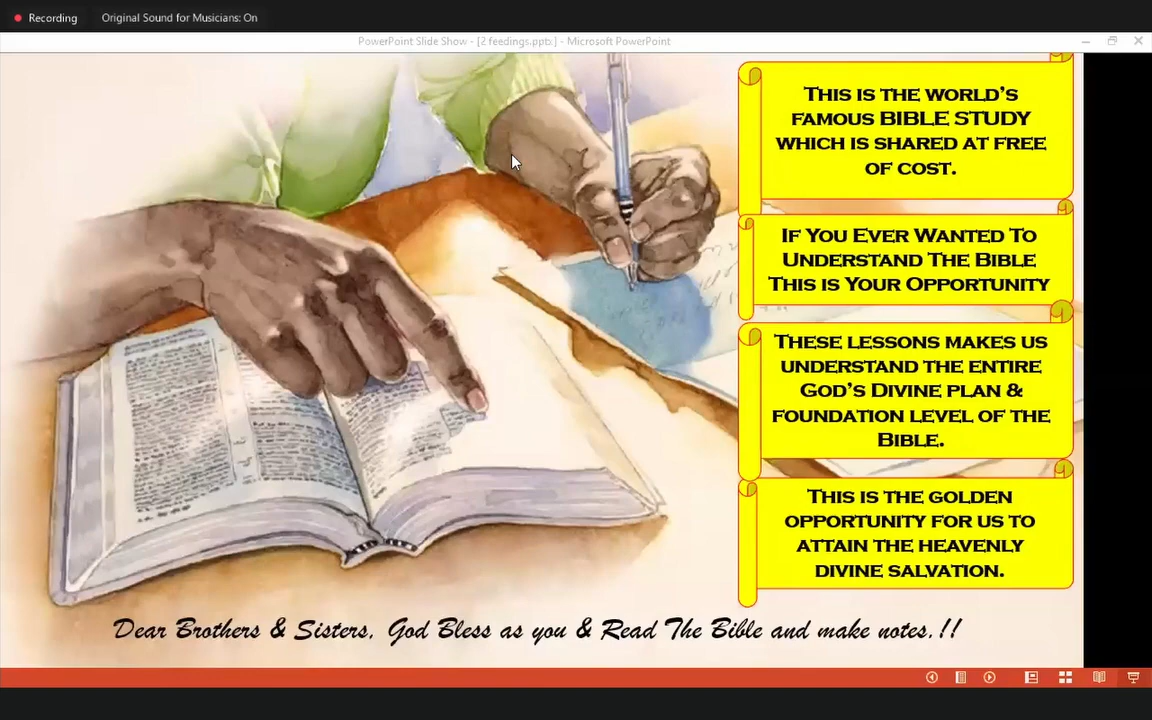 Recording
Original Sound for Musicians: On
PowerPoint Slide Show - [2 feedings.pptx] - Microsoft PowerPoint
THIS IS THE WORLD'S
FAMOUS BIBLE STUDY
WHICH IS SHARED AT FREE
OF COST.
IF YOU EVER WANTED TO
UNDERSTAND THE BIBLE
THIS IS YOUR OPPORTUNITY
THESE LESSONS MAKES US
UNDERSTAND THE ENTIRE
GOD'S DIVINE PLAN &
FOUNDATION LEVEL OF THE
BIBLE.
THIS IS THE GOLDEN
OPPORTUNITY FOR US TO
ATTAIN THE HEAVENLY
DIVINE SALVATION.
Dear Brothers & Sisters, God Bless as you & Read The Bible and make notes.!!